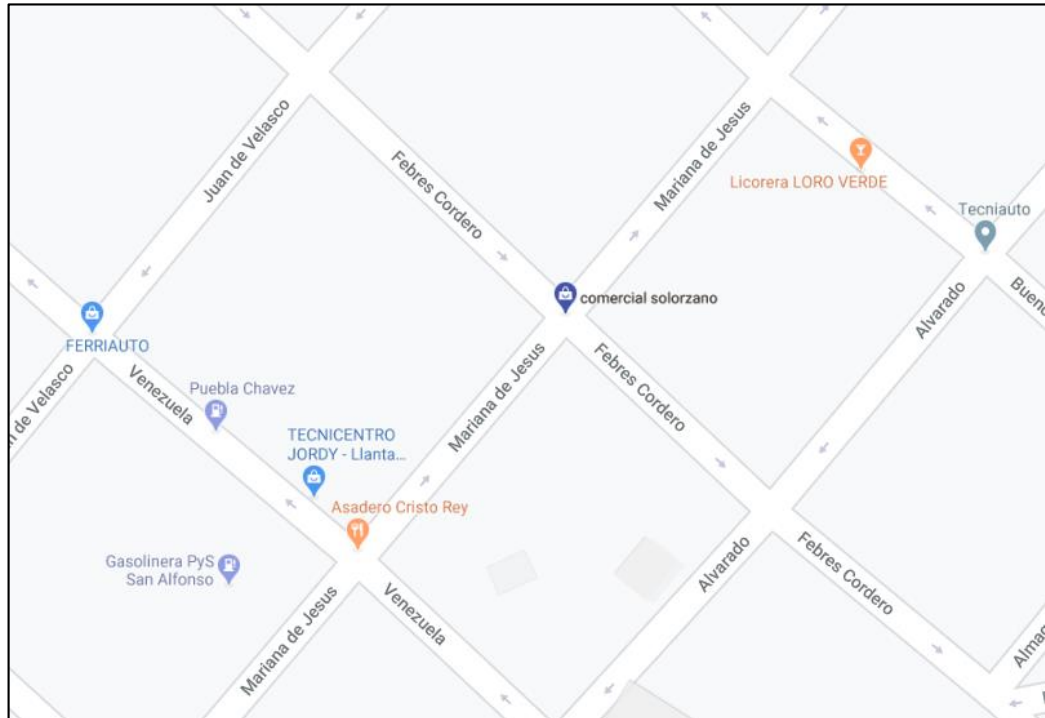 Juan de Velasco
Febres Cordero
Mariana de Jesus
Licorera LORO VERDE
Tecniauto
comercial solorzano
Alvarado
FERRIAUTO
Venezuela
Mariana de Jesus
Febres Cordero
Puebla Chavez
TECNICENTRO
JORDY - Llanta...
Asadero Cristo Rey
Gasolinera PyS
San Alfonso
Mariana de Jesus
Venezuela
Alvarado
Febres Cordero
de Velasco
Bueno
Almag